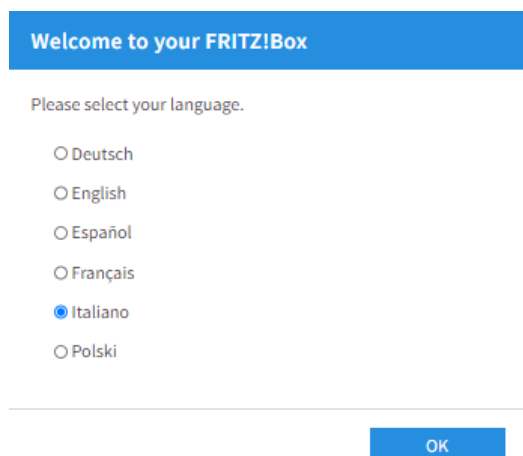 Welcome to your FRITZ!Box
Please select your language.
Deutsch
English
Español
Français
Italiano
Polski
OK